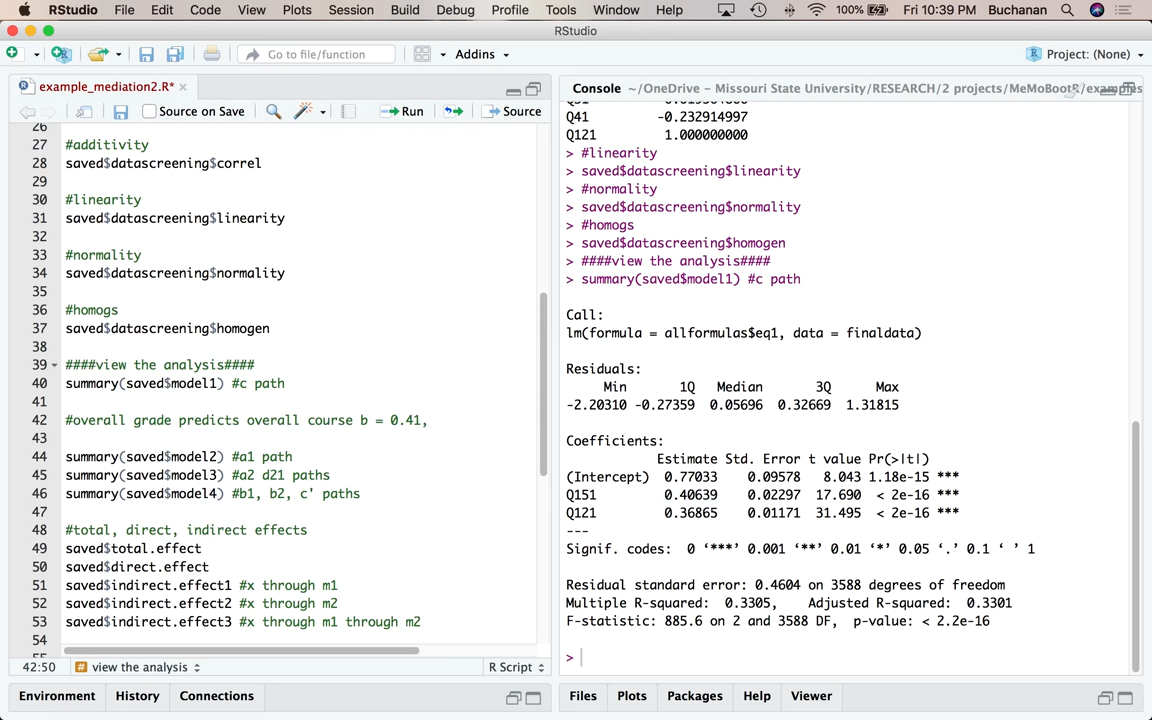 RStudio File Edit Code View Plots Session Build Debug Profile Tools Window Help 100% Fri 10:39 PM Buchanan
RStudio
Go to file/function Addins Project: (None)
example_mediation2.R*
Source on Save Run Source
26
27 #additivity
28 saved$datascreening$correl
29
30 #linearity
31 saved$datascreening$linearity
32
33 #normality
34 saved$datascreening$normality
35
36 #homogs
37 saved$datascreening$homogen
38
39 ####view the analysis####
40 summary(saved$model1) #c path
41
42 #overall grade predicts overall course b = 0.41,
43
44 summary(saved$model2) #a1 path
45 summary(saved$model3) #a2 d21 paths
46 summary(saved$model4) #b1, b2, c' paths
47
48 #total, direct, indirect effects
49 saved$total.effect
50 saved$direct.effect
51 saved$indirect.effect1 #x through m1
52 saved$indirect.effect2 #x through m2
53 saved$indirect.effect3 #x through m1 through m2
54
42:50 # view the analysis R Script
Environment History Connections
Console ~/OneDrive – Missouri State University/RESEARCH/2 projects/MeMoBootR/examples
Q41 -0.232914997
Q121 1.000000000
> #linearity
> saved$datascreening$linearity
> #normality
> saved$datascreening$normality
> #homogs
> saved$datascreening$homogen
> ####view the analysis####
> summary(saved$model1) #c path
Call:
lm(formula = allformulas$eq1, data = finaldata)
Residuals:
Min 1Q Median 3Q Max
-2.20310 -0.27359 0.05696 0.32669 1.31815
Coefficients:
Estimate Std. Error t value Pr(>|t|)
(Intercept) 0.77033 0.09578 8.043 1.18e-15 ***
Q151 0.40639 0.02297 17.690 < 2e-16 ***
Q121 0.36865 0.01171 31.495 < 2e-16 ***
---
Signif. codes: 0 ‘***’ 0.001 ‘**’ 0.01 ‘*’ 0.05 ‘.’ 0.1 ‘ ’ 1
Residual standard error: 0.4604 on 3588 degrees of freedom
Multiple R-squared: 0.3305, Adjusted R-squared: 0.3301
F-statistic: 885.6 on 2 and 3588 DF, p-value: < 2.2e-16
>
Files Plots Packages Help Viewer